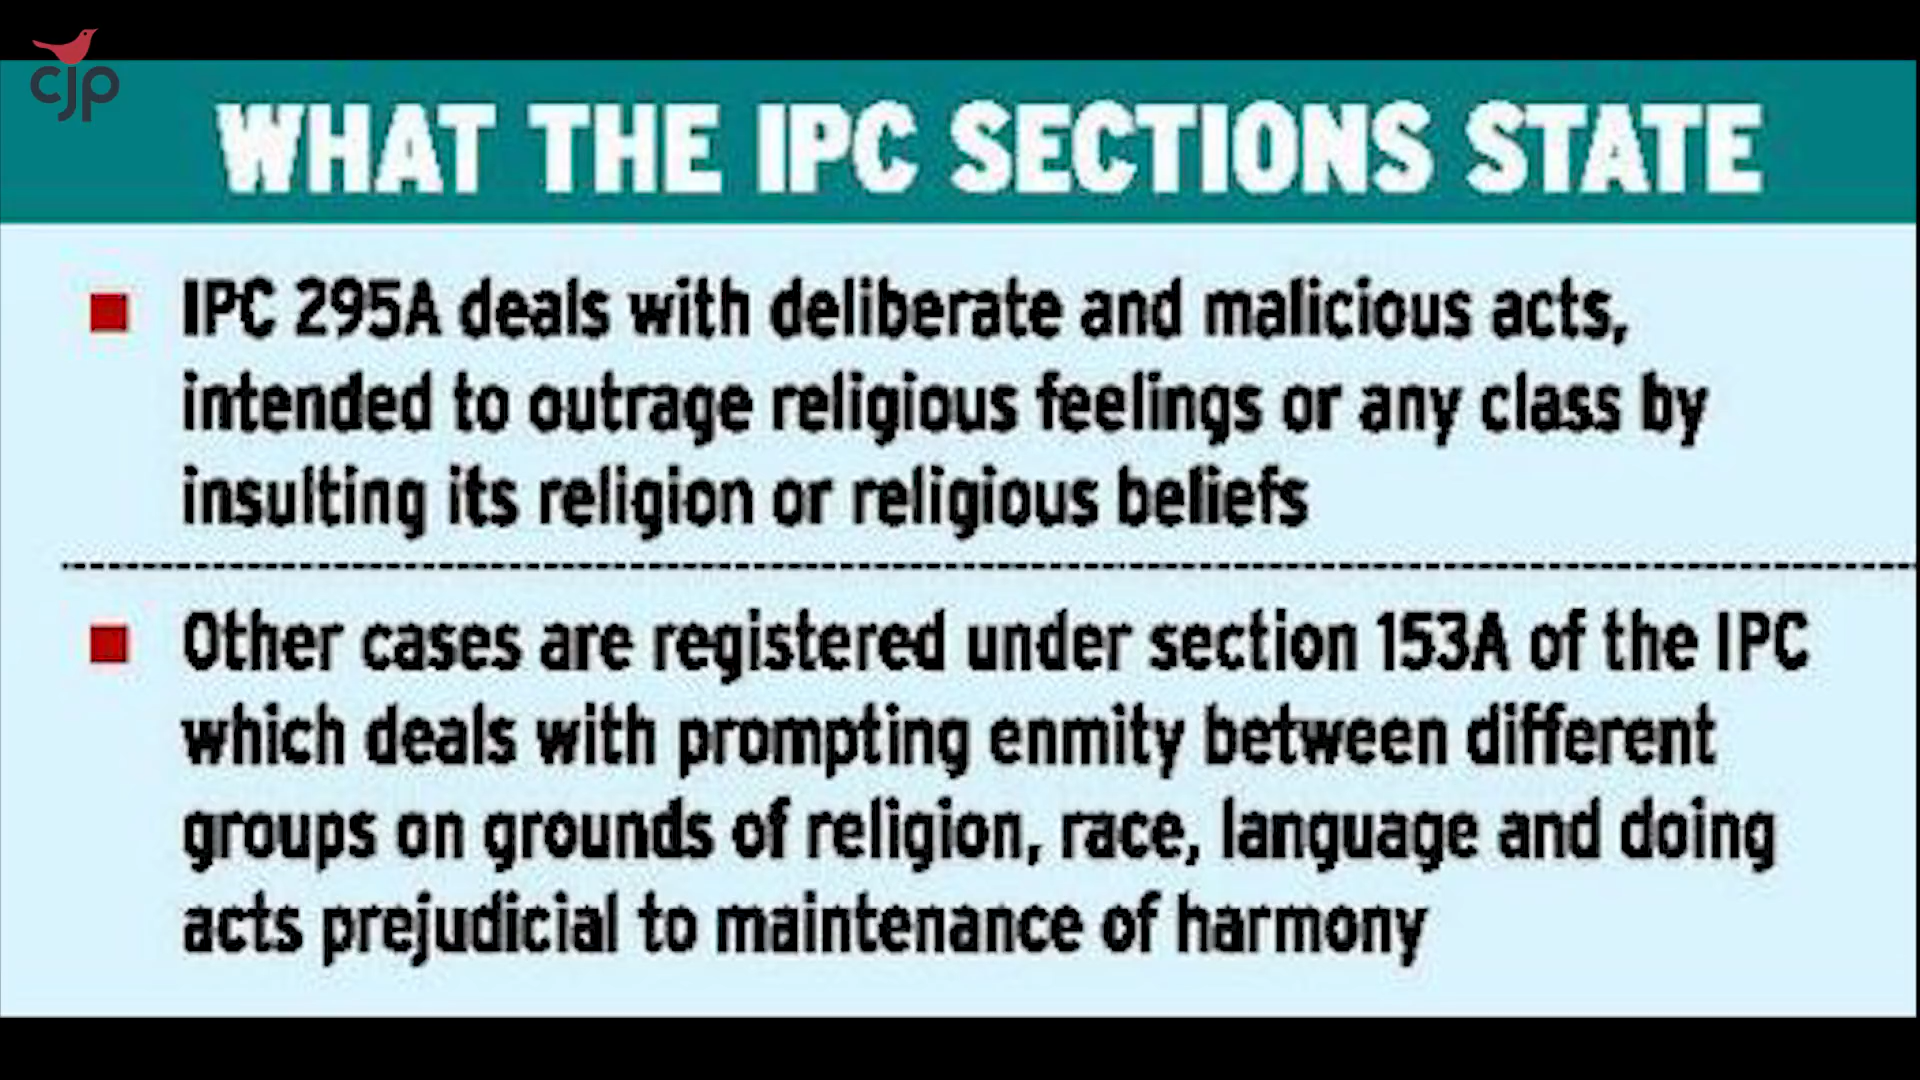 cjp
WHAT THE IPC SECTIONS STATE
IPC 295A deals with deliberate and malicious acts,
intended to outrage religious feelings or any class by
insulting its religion or religious beliefs
Other cases are registered under section 153A of the IPC
which deals with prompting enmity between different
groups on grounds of religion, race, language and doing
acts prejudicial to maintenance of harmony